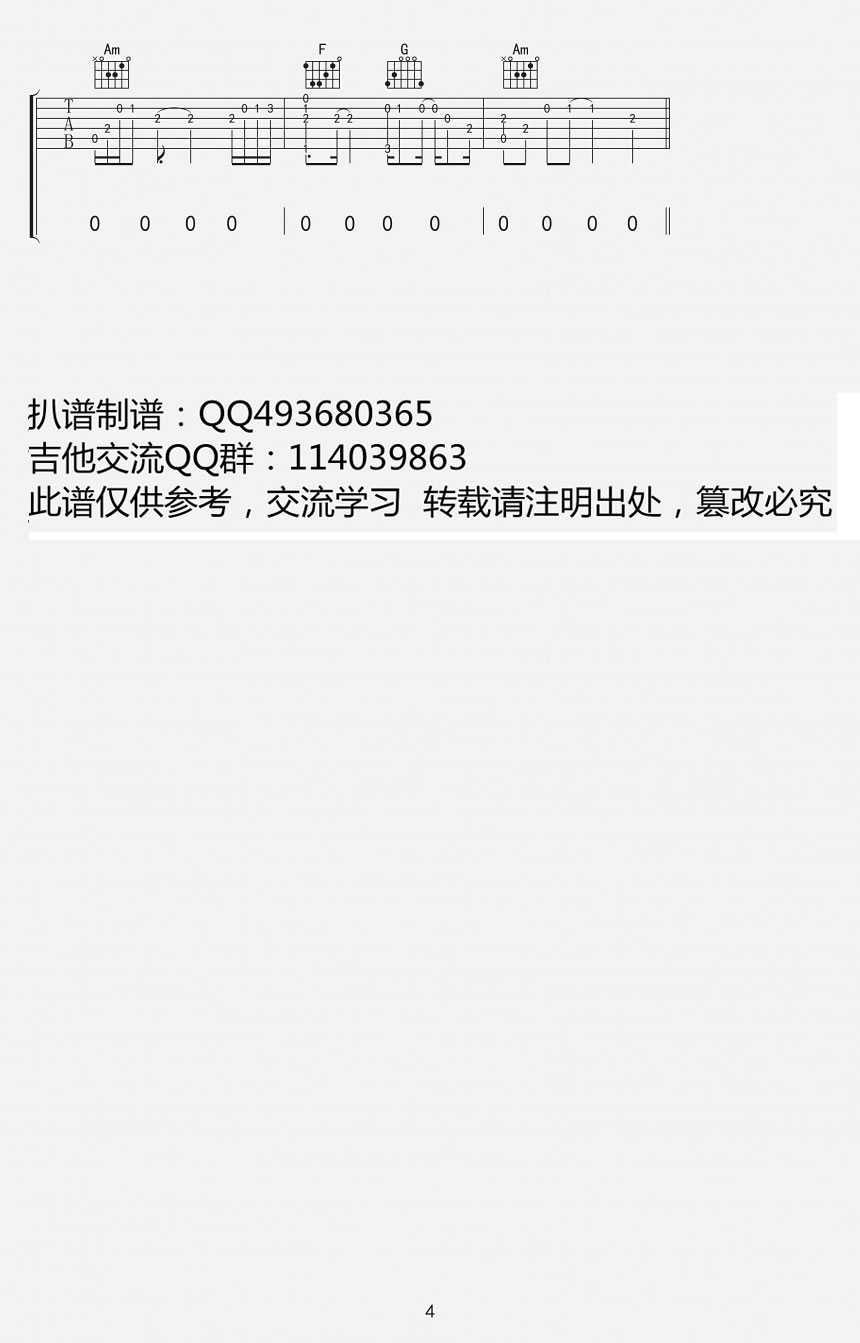 Am F G Am
× ○ ○ ○ ○ ○ ○ × ○ ○
T 0 1 0 1 3 0 1 0 1 0 0 0 1 1
A 2 2 2 2 2 2 0 2 2
2 2 2
B 0 0
1 3
0 0 0 0 0 0 0 0 0 0 0 0
扒谱制谱：QQ493680365
吉他交流QQ群：114039863
此谱仅供参考，交流学习 转载请注明出处，篡改必究
4